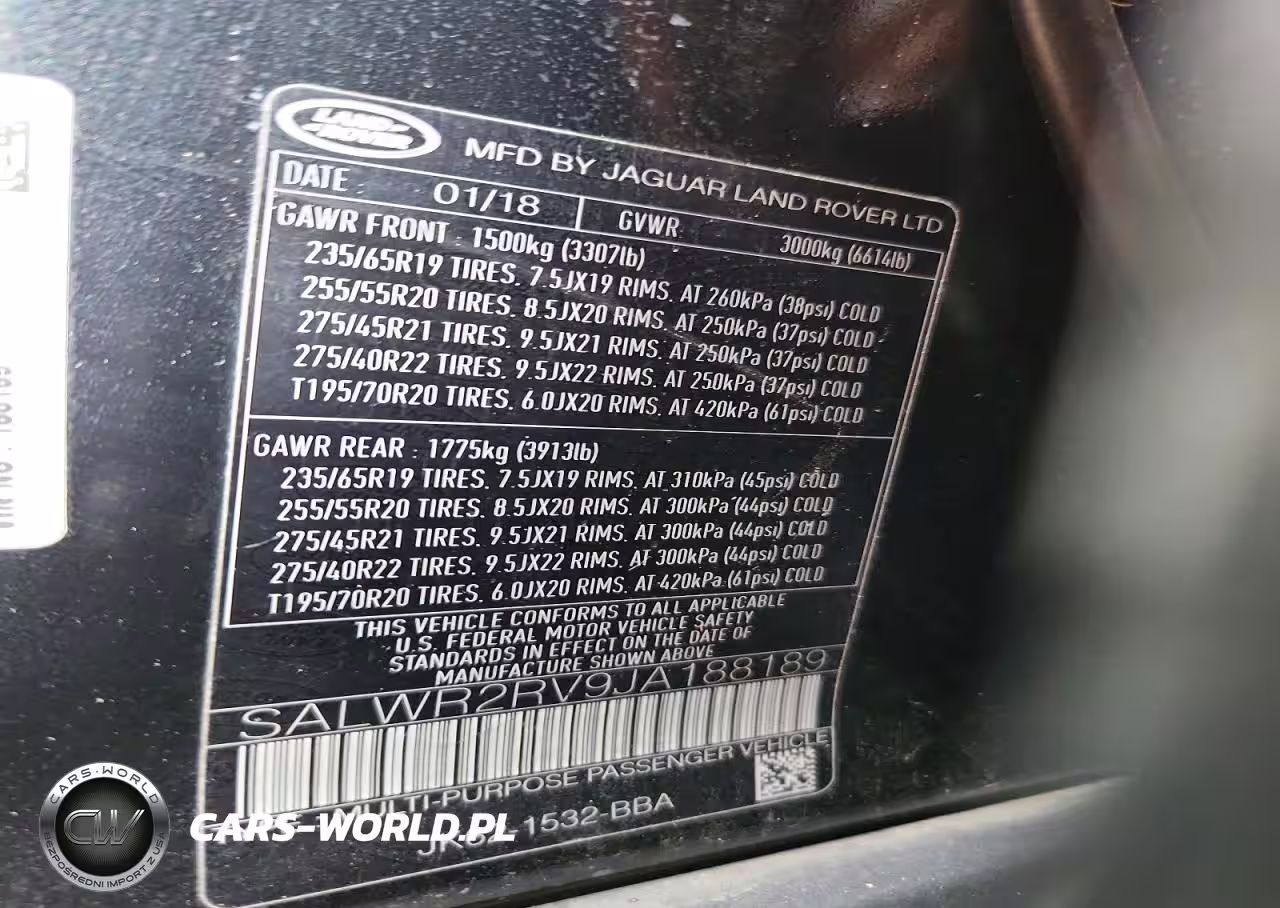 LAND ROVER
MFD BY JAGUAR LAND ROVER LTD
DATE : 01/18 GVWR 3000kg (6614lb)
GAWR FRONT : 1500kg (3307lb)
235/65R19 TIRES, 7.5JX19 RIMS, AT 260kPa (38psi) COLD
255/55R20 TIRES, 8.5JX20 RIMS, AT 250kPa (37psi) COLD
275/45R21 TIRES, 9.5JX21 RIMS, AT 250kPa (37psi) COLD
275/40R22 TIRES, 9.5JX22 RIMS, AT 250kPa (37psi) COLD
T195/70R20 TIRES, 6.0JX20 RIMS, AT 420kPa (61psi) COLD
GAWR REAR : 1775kg (3913lb)
235/65R19 TIRES, 7.5JX19 RIMS, AT 310kPa (45psi) COLD
255/55R20 TIRES, 8.5JX20 RIMS, AT 300kPa (44psi) COLD
275/45R21 TIRES, 9.5JX21 RIMS, AT 300kPa (44psi) COLD
275/40R22 TIRES, 9.5JX22 RIMS, AT 300kPa (44psi) COLD
T195/70R20 TIRES, 6.0JX20 RIMS, AT 420kPa (61psi) COLD
THIS VEHICLE CONFORMS TO ALL APPLICABLE
U.S. FEDERAL MOTOR VEHICLE SAFETY
STANDARDS IN EFFECT ON THE DATE OF
MANUFACTURE SHOWN ABOVE
SALWR2RV9JA188189
MULTI-PURPOSE PASSENGER VEHICLE
1532-BBA
VIN NO
CARS-WORLD
CW
BEZPOŚREDNI IMPORT Z USA
CARS-WORLD.PL